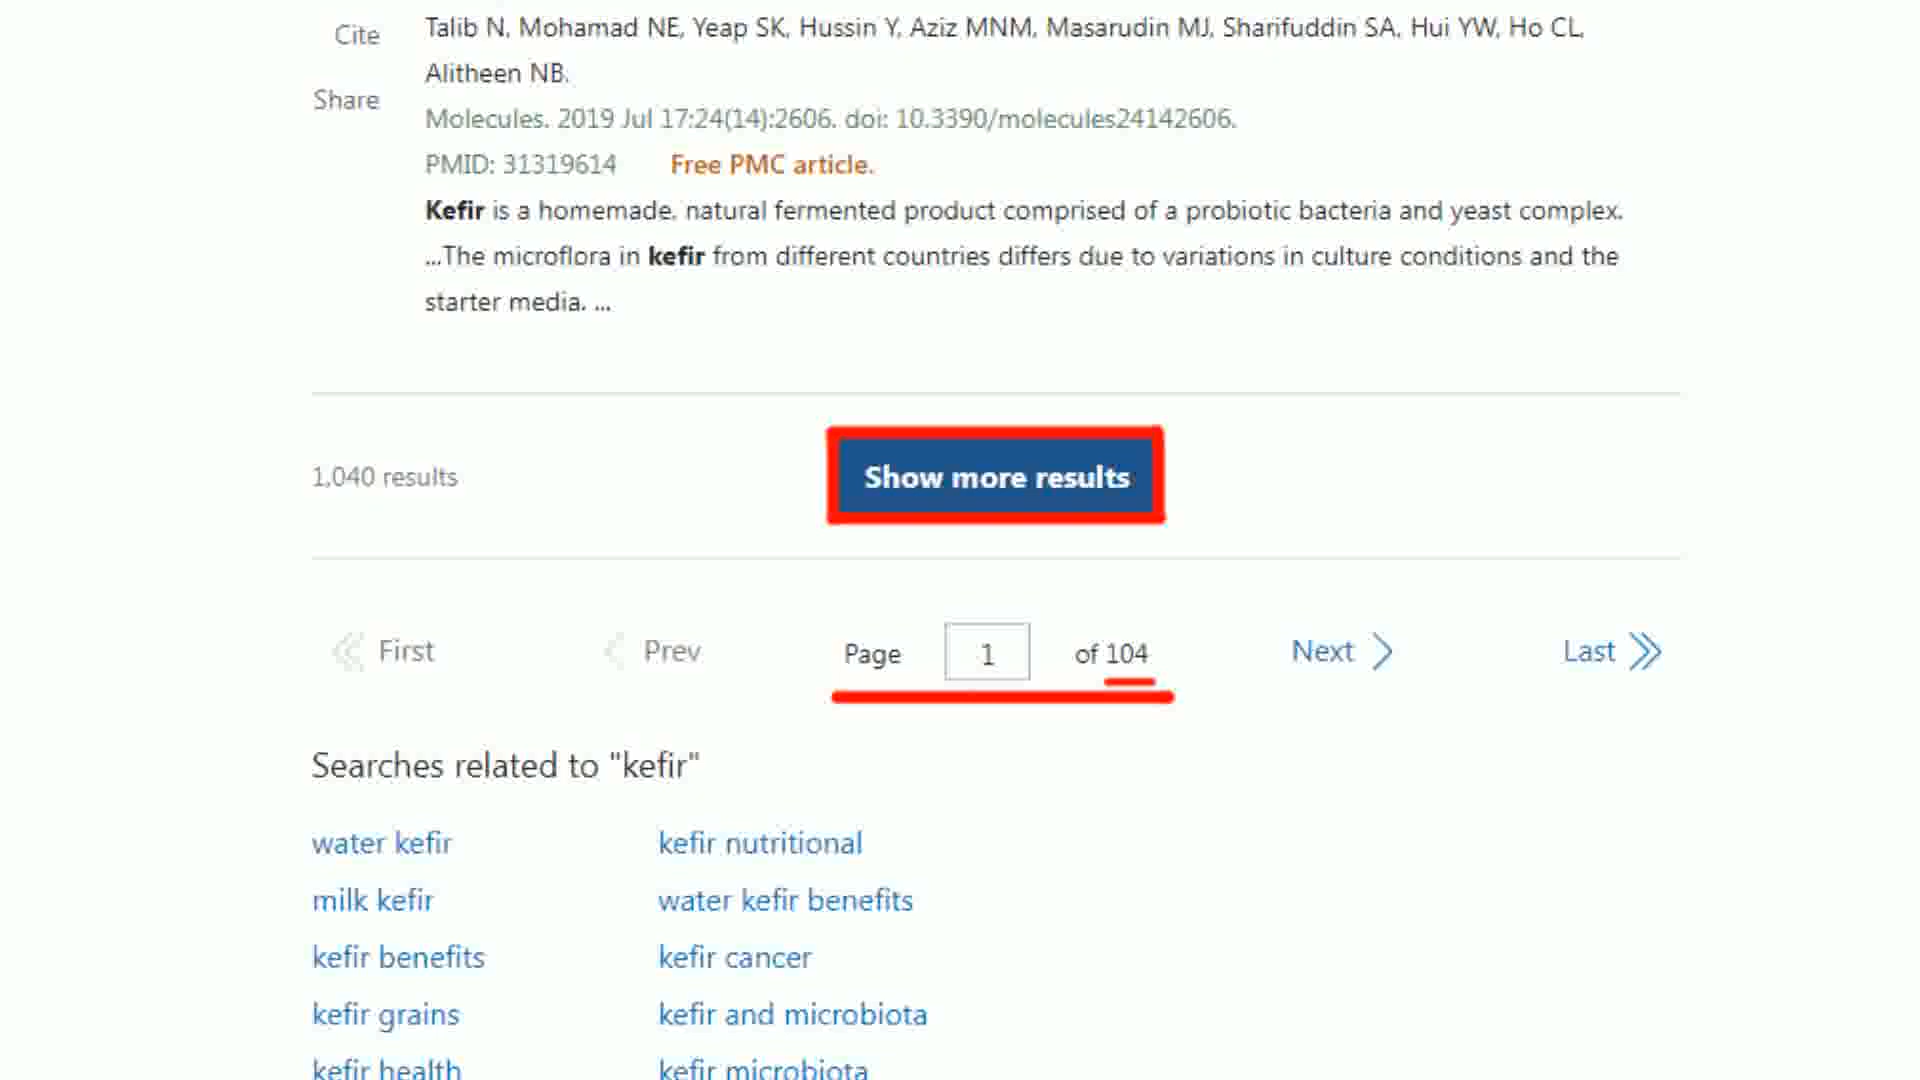 Cite
Talib N, Mohamad NE, Yeap SK, Hussin Y, Aziz MNM, Masarudin MJ, Sharifuddin SA, Hui YW, Ho CL,
Alitheen NB.
Share
Molecules. 2019 Jul 17;24(14):2606. doi: 10.3390/molecules24142606.
PMID: 31319614 Free PMC article.
Kefir is a homemade, natural fermented product comprised of a probiotic bacteria and yeast complex.
...The microflora in kefir from different countries differs due to variations in culture conditions and the
starter media. ...
1,040 results
Show more results
First Prev Page 1 of 104 Next Last
Searches related to "kefir"
water kefir kefir nutritional
milk kefir water kefir benefits
kefir benefits kefir cancer
kefir grains kefir and microbiota
kefir health kefir microbiota